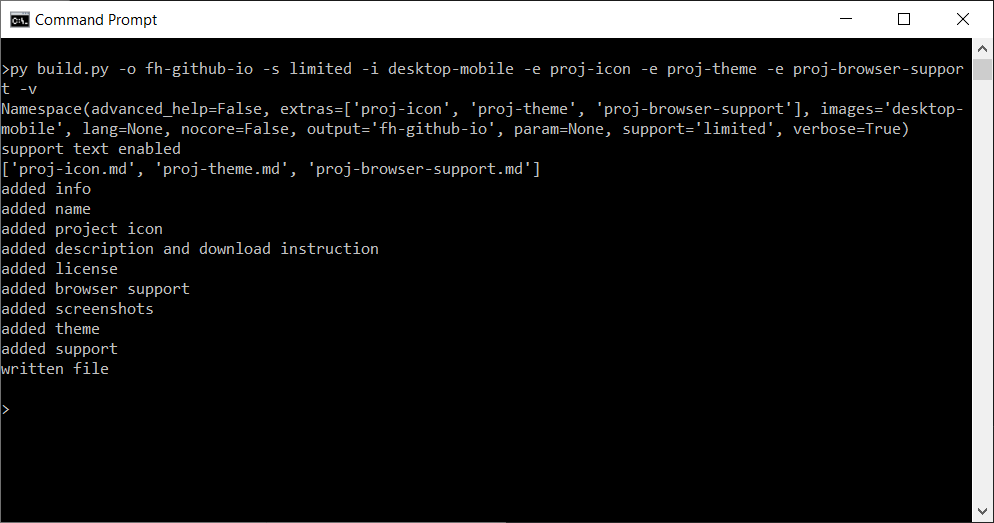 Command Prompt
>py build.py -o fh-github-io -s limited -i desktop-mobile -e proj-icon -e proj-theme -e proj-browser-suppor
t -v
Namespace(advanced_help=False, extras=['proj-icon', 'proj-theme', 'proj-browser-support'], images='desktop-
mobile', lang=None, nocore=False, output='fh-github-io', param=None, support='limited', verbose=True)
support text enabled
['proj-icon.md', 'proj-theme.md', 'proj-browser-support.md']
added info
added name
added project icon
added description and download instruction
added license
added browser support
added screenshots
added theme
added support
written file
>